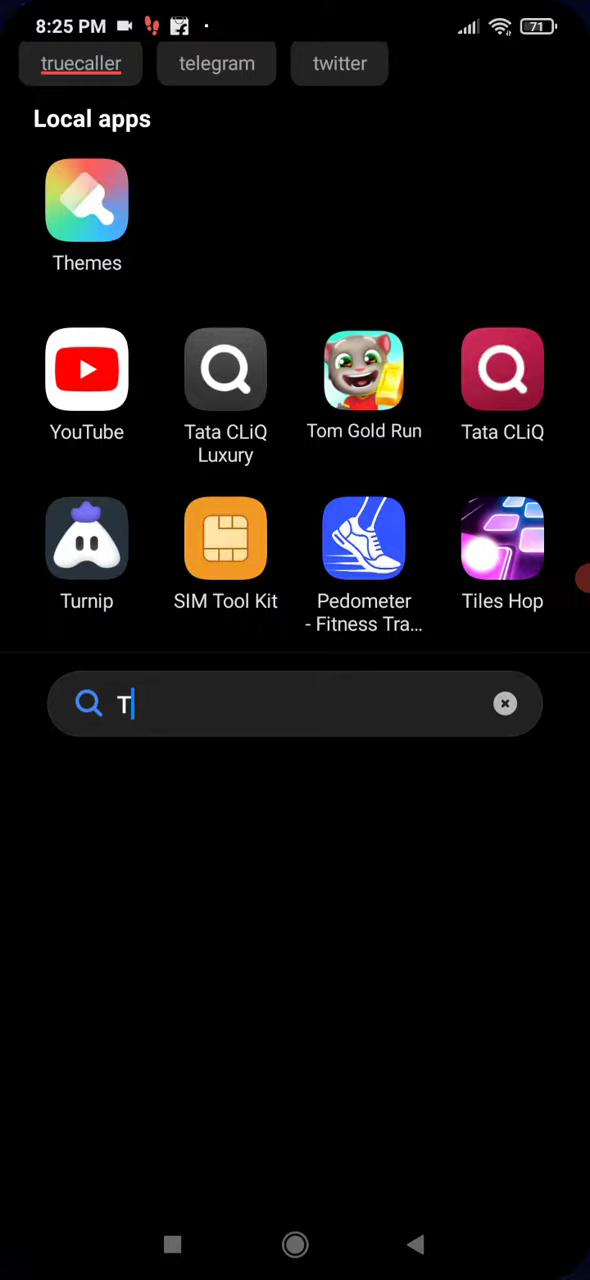 8:25 PM 71
truecaller telegram twitter
Local apps
Themes
YouTube Tata CLiQ Luxury Tom Gold Run Tata CLiQ
Turnip SIM Tool Kit Pedometer - Fitness Tra... Tiles Hop
T